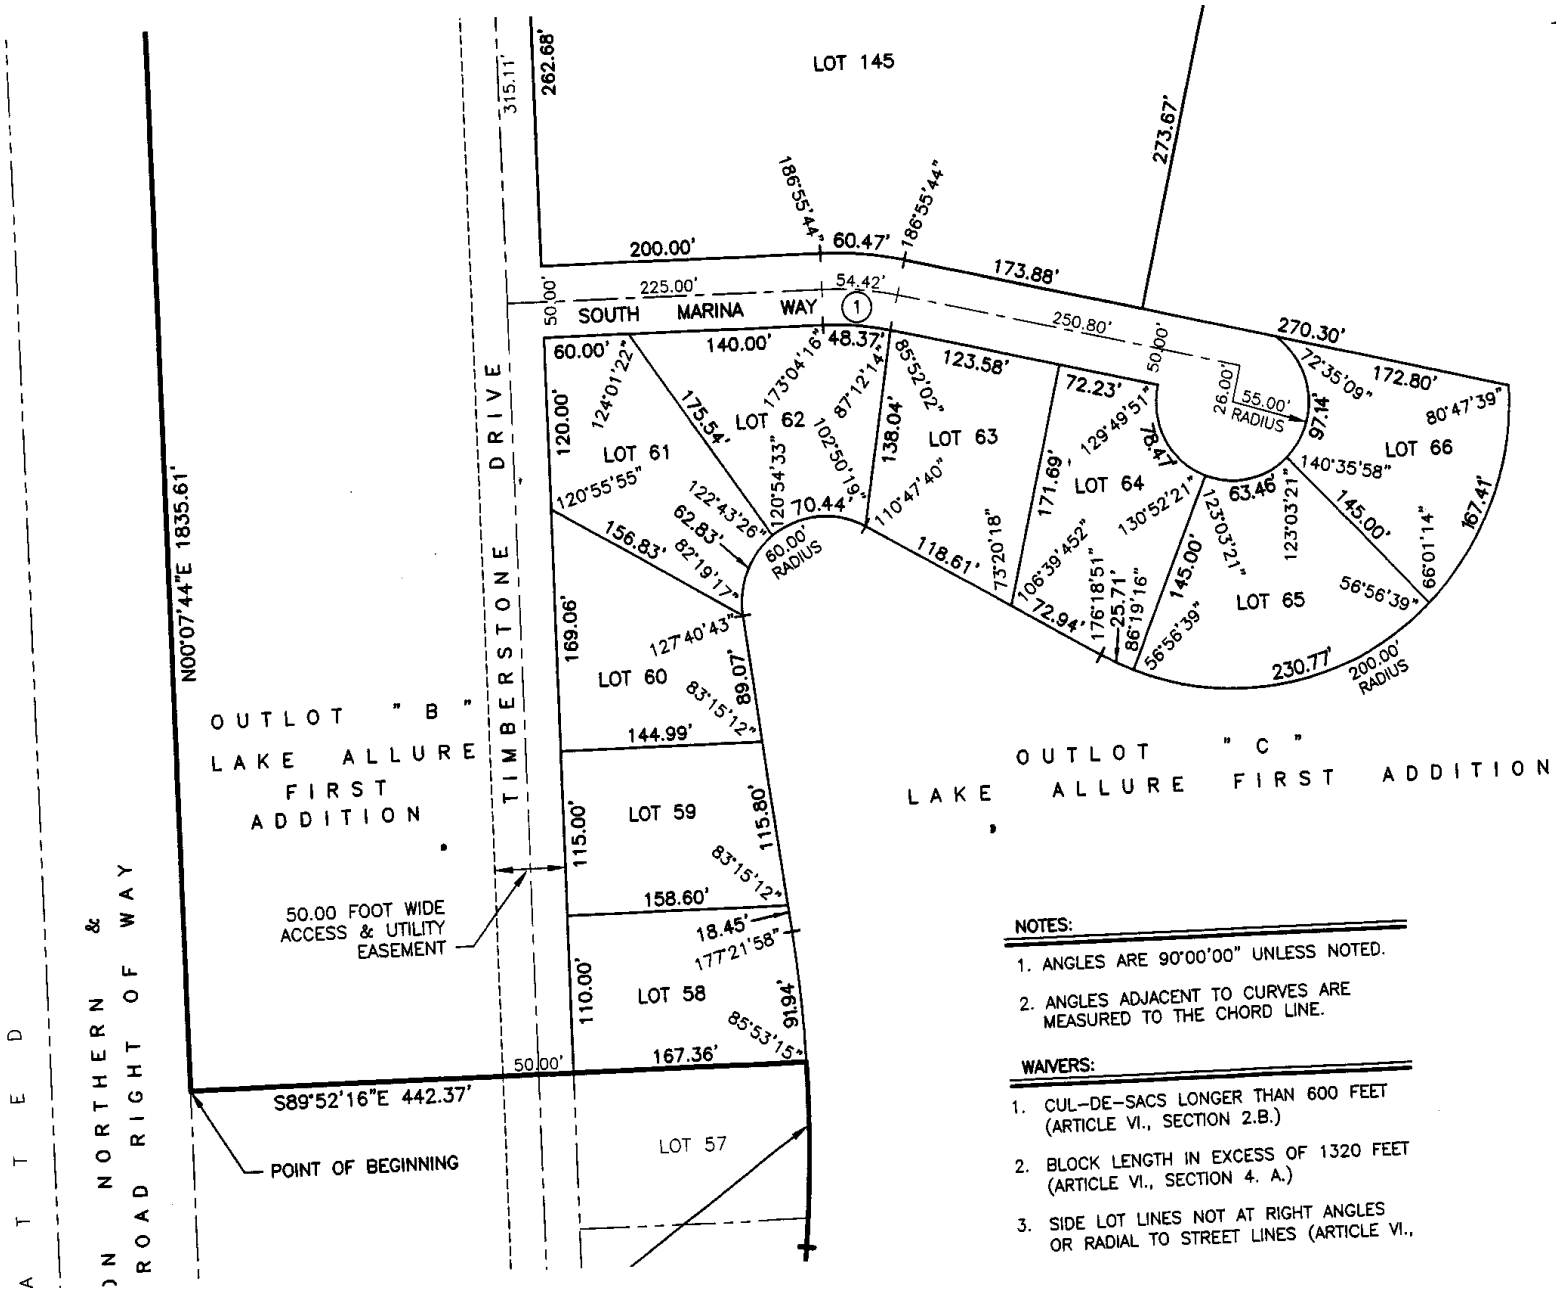 LOT 145
315.11'
262.68'
273.67'
186°55'44"
186°55'44"
200.00'
60.47'
173.88'
270.30'
172.80'
50.00'
225.00'
54.42'
250.80'
50.00'
SOUTH MARINA WAY 1
60.00'
140.00'
48.37'
123.58'
72.23'
26.00'
55.00'
RADIUS
97.14'
72°35'09"
80°47'39"
124°01'22"
173°04'16"
87°12'14"
85°52'02"
129°49'51"
78.47'
120.00'
175.54'
138.04'
171.69'
LOT 61
LOT 62
LOT 63
LOT 64
LOT 66
140°35'58"
167.41'
120°55'55"
122°43'26"
120°54'33"
102°50'19"
110°47'40"
130°52'21"
123°03'21"
63.46'
123°03'21"
145.00'
66°01'14"
62.83'
70.44'
60.00'
RADIUS
156.83'
82°19'17"
118.61'
73°20'18"
106°39'452"
72.94'
176°18'51"
25.71'
86°19'16"
145.00'
56°56'39"
56°56'39"
LOT 65
230.77'
200.00'
RADIUS
N00°07'44"E 1835.61'
TIMBERSTONE DRIVE
169.06'
127°40'43"
LOT 60
89.07'
83°15'12"
144.99'
OUTLOT "B"
LAKE ALLURE
FIRST
ADDITION
OUTLOT "C"
LAKE ALLURE FIRST ADDITION
115.00'
LOT 59
115.80'
83°15'12"
158.60'
50.00 FOOT WIDE
ACCESS & UTILITY
EASEMENT
18.45'
177°21'58"
110.00'
LOT 58
91.94'
85°53'15"
50.00'
167.36'
S89°52'16"E 442.37'
POINT OF BEGINNING
LOT 57
ATTED
ON NORTHERN &
ROAD RIGHT OF WAY
NOTES:
1. ANGLES ARE 90°00'00" UNLESS NOTED.
2. ANGLES ADJACENT TO CURVES ARE
MEASURED TO THE CHORD LINE.
WAIVERS:
1. CUL-DE-SACS LONGER THAN 600 FEET
(ARTICLE VI., SECTION 2.B.)
2. BLOCK LENGTH IN EXCESS OF 1320 FEET
(ARTICLE VI., SECTION 4. A.)
3. SIDE LOT LINES NOT AT RIGHT ANGLES
OR RADIAL TO STREET LINES (ARTICLE VI.,